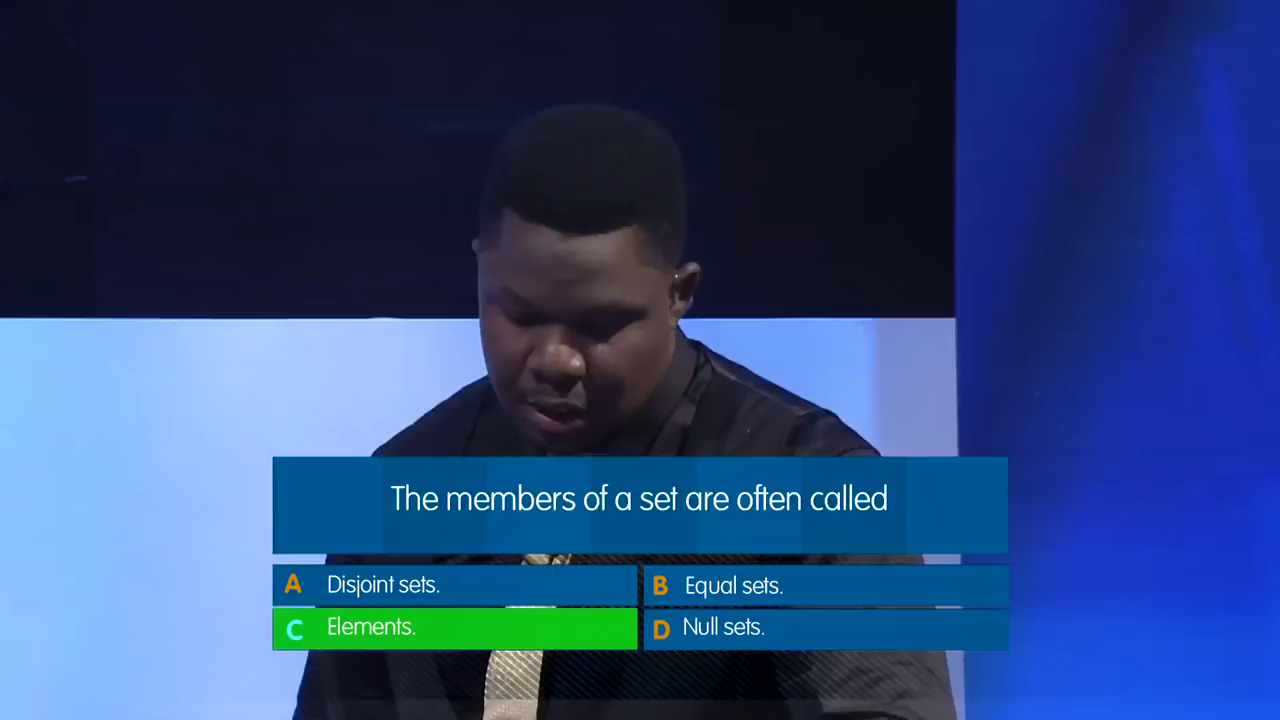 The members of a set are often called
A Disjoint sets.
B Equal sets.
C Elements.
D Null sets.